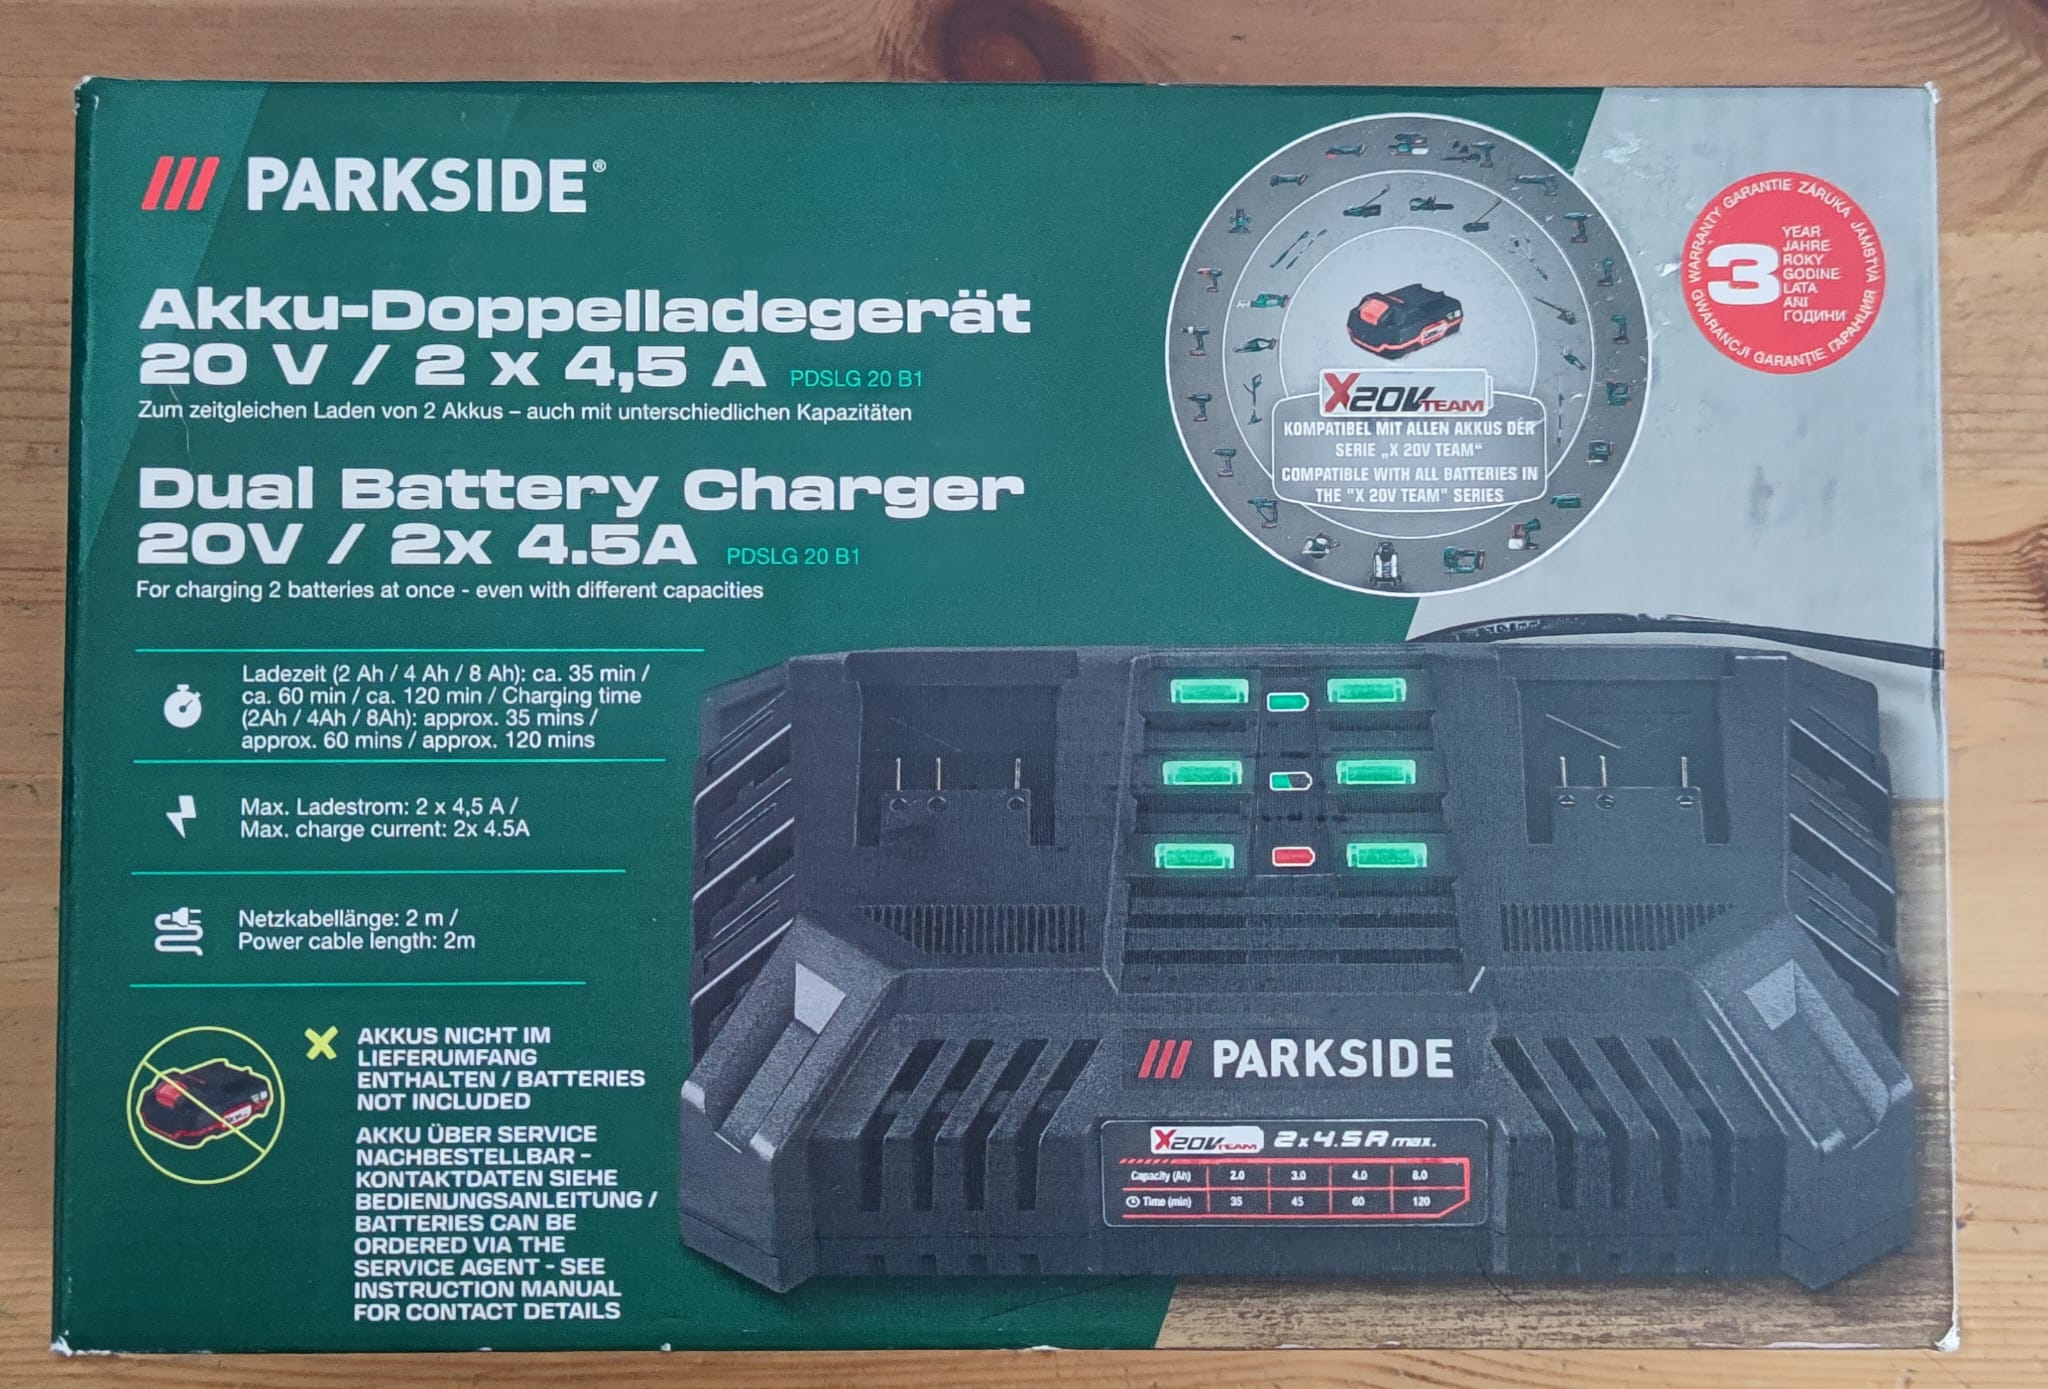 PARKSIDE®
Akku-Doppelladegerät
20 V / 2 x 4,5 A PDSLG 20 B1
Zum zeitgleichen Laden von 2 Akkus – auch mit unterschiedlichen Kapazitäten
Dual Battery Charger
20V / 2x 4.5A PDSLG 20 B1
For charging 2 batteries at once - even with different capacities
Ladezeit (2 Ah / 4 Ah / 8 Ah): ca. 35 min /
ca. 60 min / ca. 120 min / Charging time
(2Ah / 4Ah / 8Ah): approx. 35 mins /
approx. 60 mins / approx. 120 mins
Max. Ladestrom: 2 x 4,5 A /
Max. charge current: 2x 4.5A
Netzkabellänge: 2 m /
Power cable length: 2m
AKKUS NICHT IM
LIEFERUMFANG
ENTHALTEN / BATTERIES
NOT INCLUDED
AKKU ÜBER SERVICE
NACHBESTELLBAR –
KONTAKTDATEN SIEHE
BEDIENUNGSANLEITUNG /
BATTERIES CAN BE
ORDERED VIA THE
SERVICE AGENT - SEE
INSTRUCTION MANUAL
FOR CONTACT DETAILS
X20V TEAM
KOMPATIBEL MIT ALLEN AKKUS DER
SERIE „X 20V TEAM“
COMPATIBLE WITH ALL BATTERIES IN
THE "X 20V TEAM" SERIES
WARRANTY GARANTIE ZÁRUKA JAMSTVA
3
YEAR
JAHRE
ROKY
GODINE
LATA
ANI
ГОДИНИ
GWARANCJI GARANȚIE ГАРАНЦИЯ
PARKSIDE
X20V TEAM 2x4.5A max.
Capacity (Ah) 2.0 3.0 4.0 8.0
Time (min) 35 45 60 120